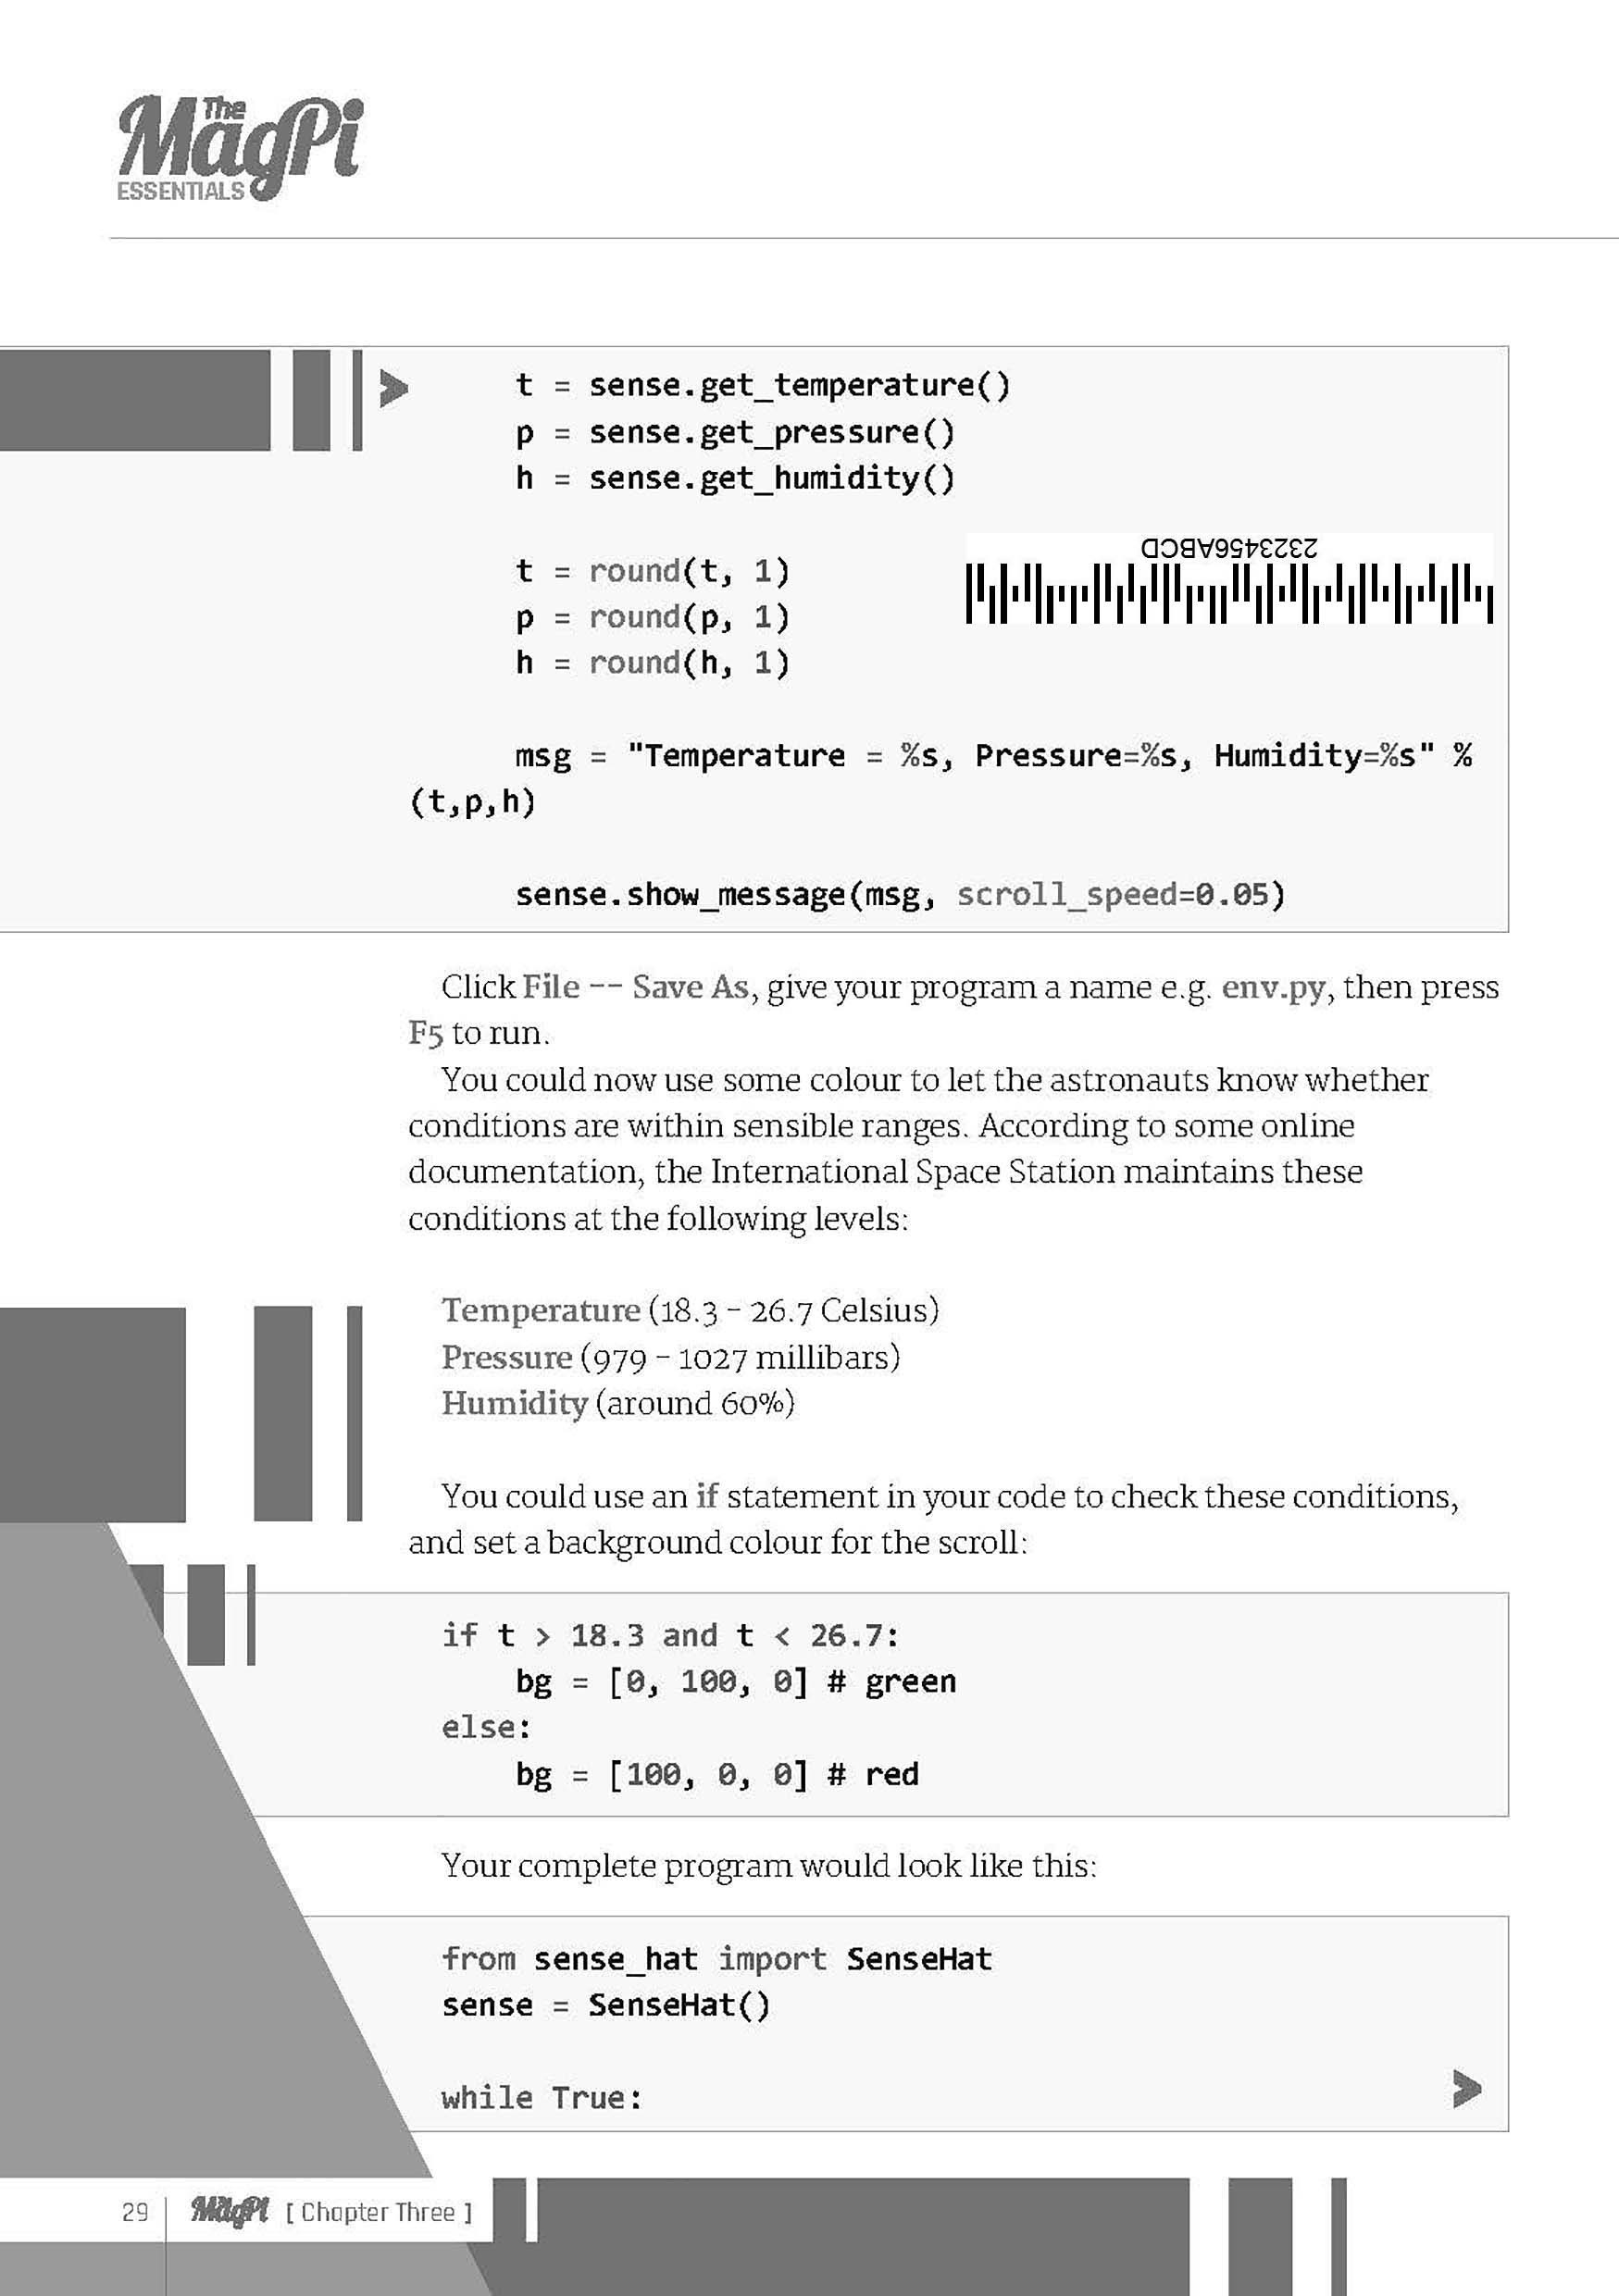 The
MagPi
ESSENTIALS
>    t = sense.get_temperature()
    p = sense.get_pressure()
    h = sense.get_humidity()
2323456ABCD
    t = round(t, 1)
    p = round(p, 1)
    h = round(h, 1)
    msg = "Temperature = %s, Pressure=%s, Humidity=%s" %
(t,p,h)
    sense.show_message(msg, scroll_speed=0.05)
Click File -- Save As, give your program a name e.g. env.py, then press
F5 to run.
You could now use some colour to let the astronauts know whether
conditions are within sensible ranges. According to some online
documentation, the International Space Station maintains these
conditions at the following levels:
Temperature (18.3 - 26.7 Celsius)
Pressure (979 - 1027 millibars)
Humidity (around 60%)
You could use an if statement in your code to check these conditions,
and set a background colour for the scroll:
if t > 18.3 and t < 26.7:
    bg = [0, 100, 0] # green
else:
    bg = [100, 0, 0] # red
Your complete program would look like this:
from sense_hat import SenseHat
sense = SenseHat()
while True:
>
29 MagPi [ Chapter Three ]